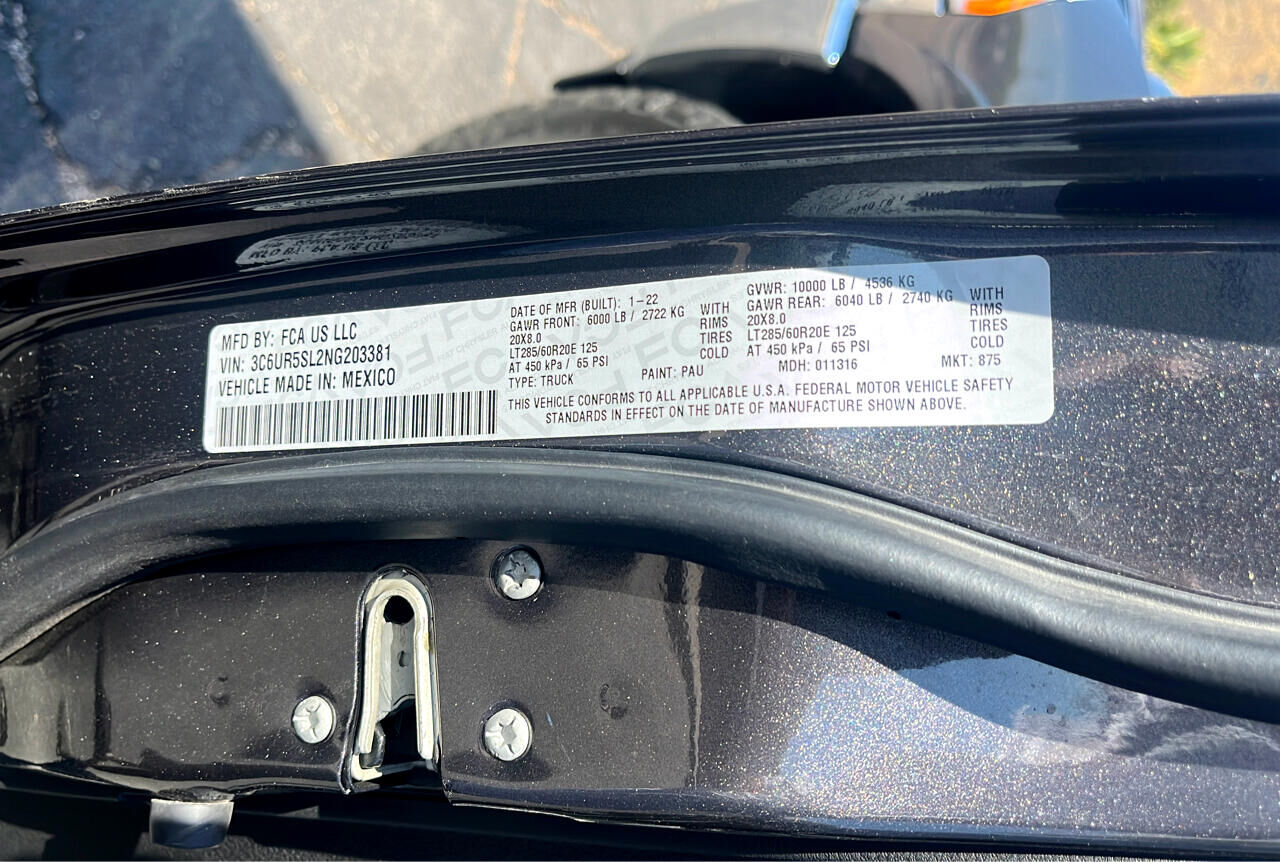 MFD BY: FCA US LLC
VIN: 3C6UR5SL2NG203381
VEHICLE MADE IN: MEXICO
DATE OF MFR (BUILT): 1-22
GAWR FRONT: 6000 LB / 2722 KG WITH
20X8.0 RIMS
LT285/60R20E 125 TIRES
AT 450 kPa / 65 PSI COLD
TYPE: TRUCK PAINT: PAU
GVWR: 10000 LB / 4536 KG
GAWR REAR: 6040 LB / 2740 KG WITH
20X8.0 RIMS
LT285/60R20E 125 TIRES
AT 450 kPa / 65 PSI COLD
MDH: 011316 MKT: 875
THIS VEHICLE CONFORMS TO ALL APPLICABLE U.S.A. FEDERAL MOTOR VEHICLE SAFETY
STANDARDS IN EFFECT ON THE DATE OF MANUFACTURE SHOWN ABOVE.